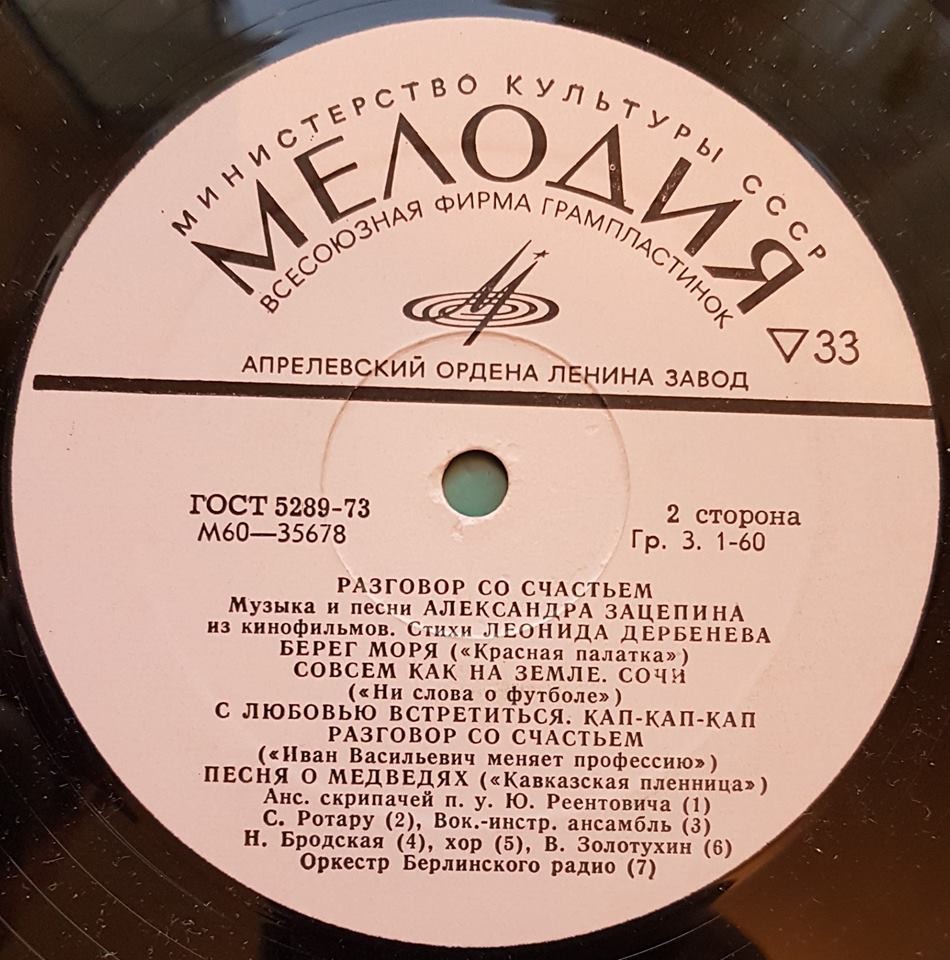 МИНИСТЕРСТВО КУЛЬТУРЫ СССР
МЕЛОДИЯ
ВСЕСОЮЗНАЯ ФИРМА ГРАМПЛАСТИНОК
▽33
АПРЕЛЕВСКИЙ ОРДЕНА ЛЕНИНА ЗАВОД
ГОСТ 5289-73
М60—35678
2 сторона
Гр. 3. 1-60
РАЗГОВОР СО СЧАСТЬЕМ
Музыка и песни АЛЕКСАНДРА ЗАЦЕПИНА
из кинофильмов. Стихи ЛЕОНИДА ДЕРБЕНЕВА
БЕРЕГ МОРЯ («Красная палатка»)
СОВСЕМ КАК НА ЗЕМЛЕ. СОЧИ
(«Ни слова о футболе»)
С ЛЮБОВЬЮ ВСТРЕТИТЬСЯ. КАП-КАП-КАП
РАЗГОВОР СО СЧАСТЬЕМ
(«Иван Васильевич меняет профессию»)
ПЕСНЯ О МЕДВЕДЯХ («Кавказская пленница»)
Анс. скрипачей п. у. Ю. Реентовича (1)
С. Ротару (2), Вок.-инстр. ансамбль (3)
Н. Бродская (4), хор (5), В. Золотухин (6)
Оркестр Берлинского радио (7)